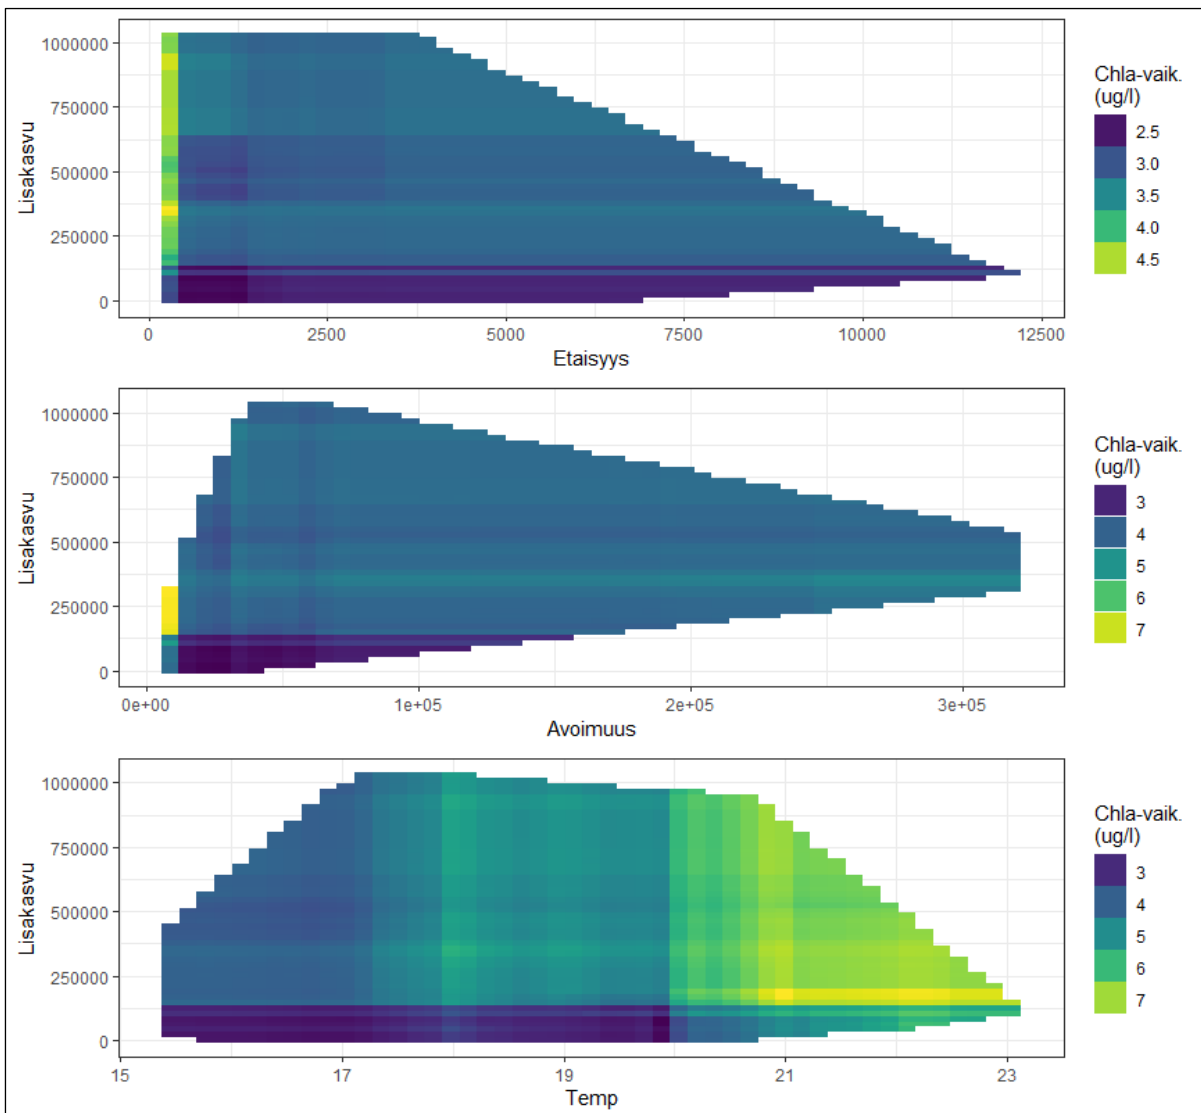 1000000
750000
500000
250000
0
Lisakasvu
0
2500
5000
7500
10000
12500
Etaisyys
Chla-vaik.
(ug/l)
2.5
3.0
3.5
4.0
4.5
1000000
750000
500000
250000
0
Lisakasvu
0e+00
1e+05
2e+05
3e+05
Avoimuus
Chla-vaik.
(ug/l)
3
4
5
6
7
1000000
750000
500000
250000
0
Lisakasvu
15
17
19
21
23
Temp
Chla-vaik.
(ug/l)
3
4
5
6
7